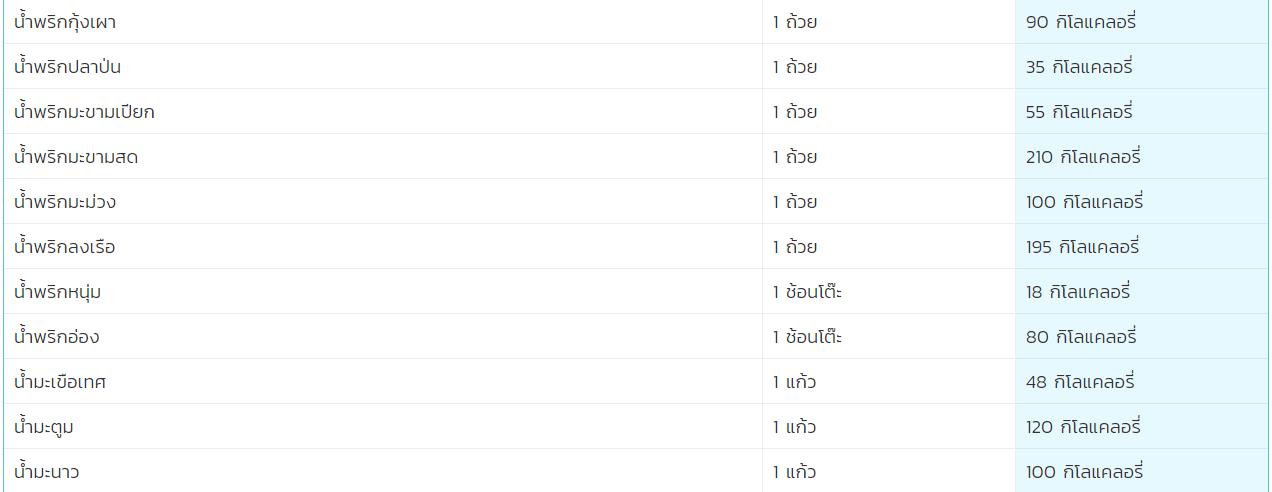 น้ำพริกกุ้งเผา 1 ถ้วย 90 กิโลแคลอรี่
น้ำพริกปลาป่น 1 ถ้วย 35 กิโลแคลอรี่
น้ำพริกมะขามเปียก 1 ถ้วย 55 กิโลแคลอรี่
น้ำพริกมะขามสด 1 ถ้วย 210 กิโลแคลอรี่
น้ำพริกมะม่วง 1 ถ้วย 100 กิโลแคลอรี่
น้ำพริกลงเรือ 1 ถ้วย 195 กิโลแคลอรี่
น้ำพริกหนุ่ม 1 ช้อนโต๊ะ 18 กิโลแคลอรี่
น้ำพริกอ่อง 1 ช้อนโต๊ะ 80 กิโลแคลอรี่
น้ำมะเขือเทศ 1 แก้ว 48 กิโลแคลอรี่
น้ำมะตูม 1 แก้ว 120 กิโลแคลอรี่
น้ำมะนาว 1 แก้ว 100 กิโลแคลอรี่